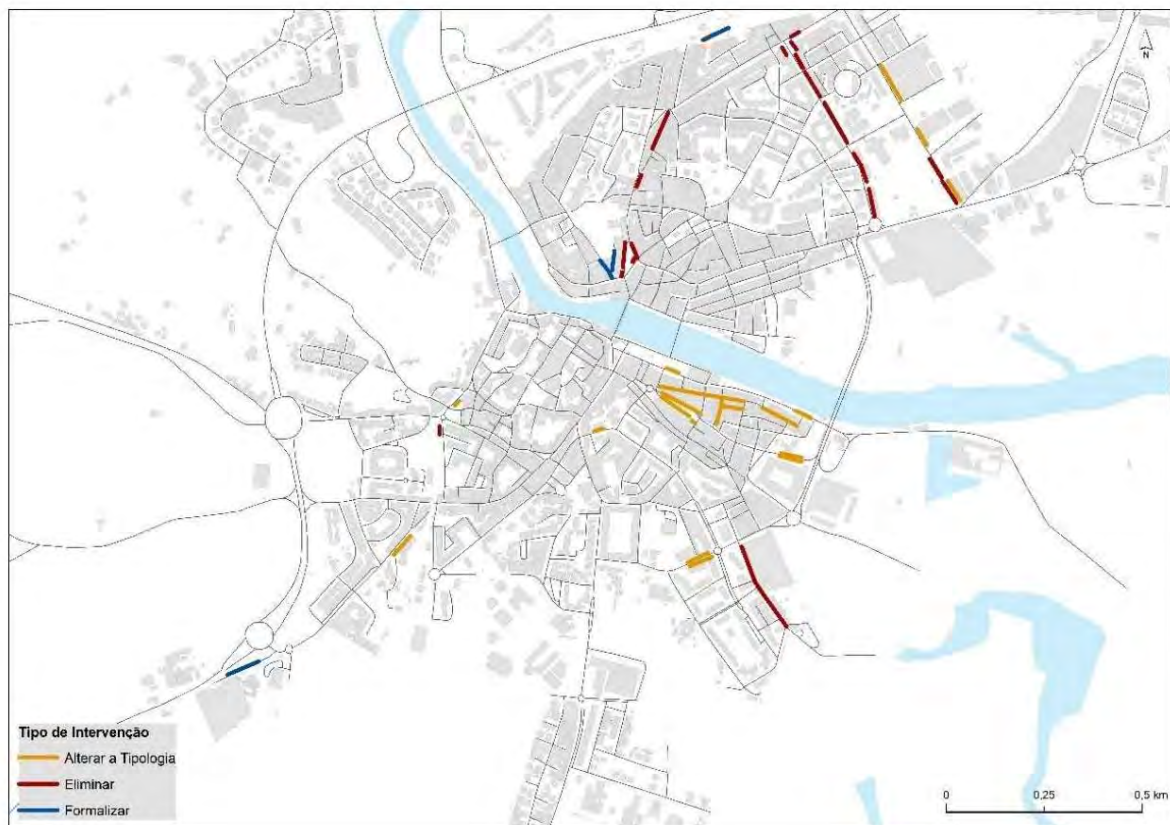 N
Tipo de Intervenção
Alterar a Tipologia
Eliminar
Formalizar
0 0,25 0,5 km